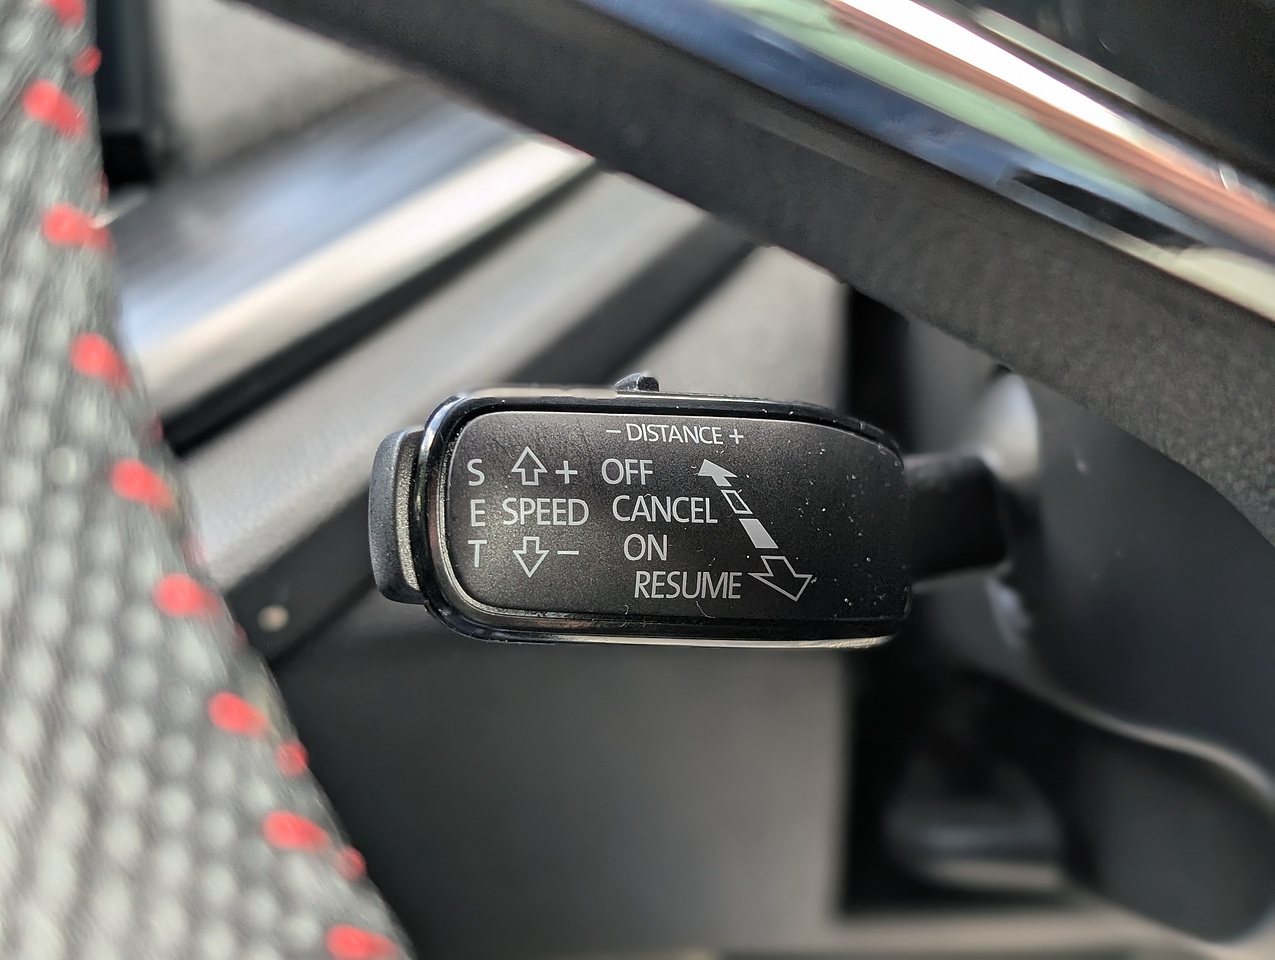 − DISTANCE +
S + OFF
E SPEED CANCEL
T − ON
RESUME